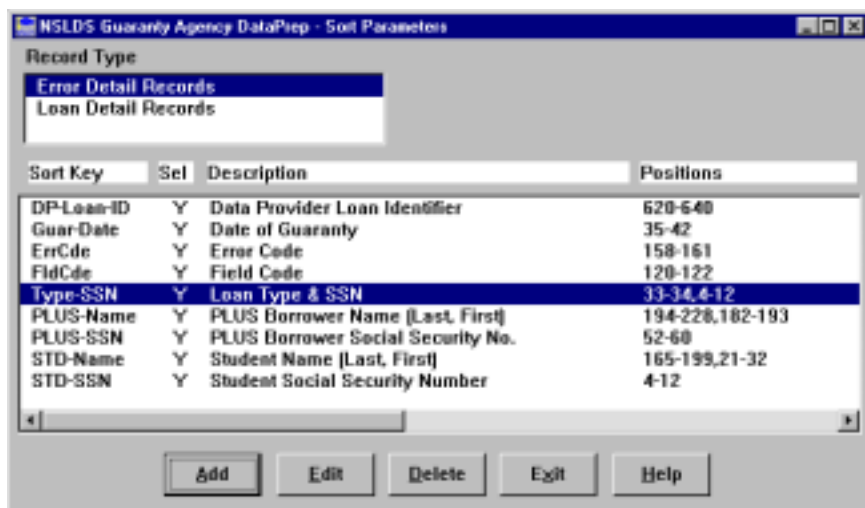 NSLDS Guaranty Agency DataPrep - Sort Parameters
Record Type
Error Detail Records
Loan Detail Records
Sort Key Sel Description Positions
DP-Loan-ID Y Data Provider Loan Identifier 620-640
Guar-Date Y Date of Guaranty 35-42
ErrCde Y Error Code 158-161
FldCde Y Field Code 120-122
Type-SSN Y Loan Type & SSN 33-34,4-12
PLUS-Name Y PLUS Borrower Name (Last, First) 194-228,182-193
PLUS-SSN Y PLUS Borrower Social Security No. 52-60
STD-Name Y Student Name (Last, First) 165-199,21-32
STD-SSN Y Student Social Security Number 4-12
Add Edit Delete Exit Help